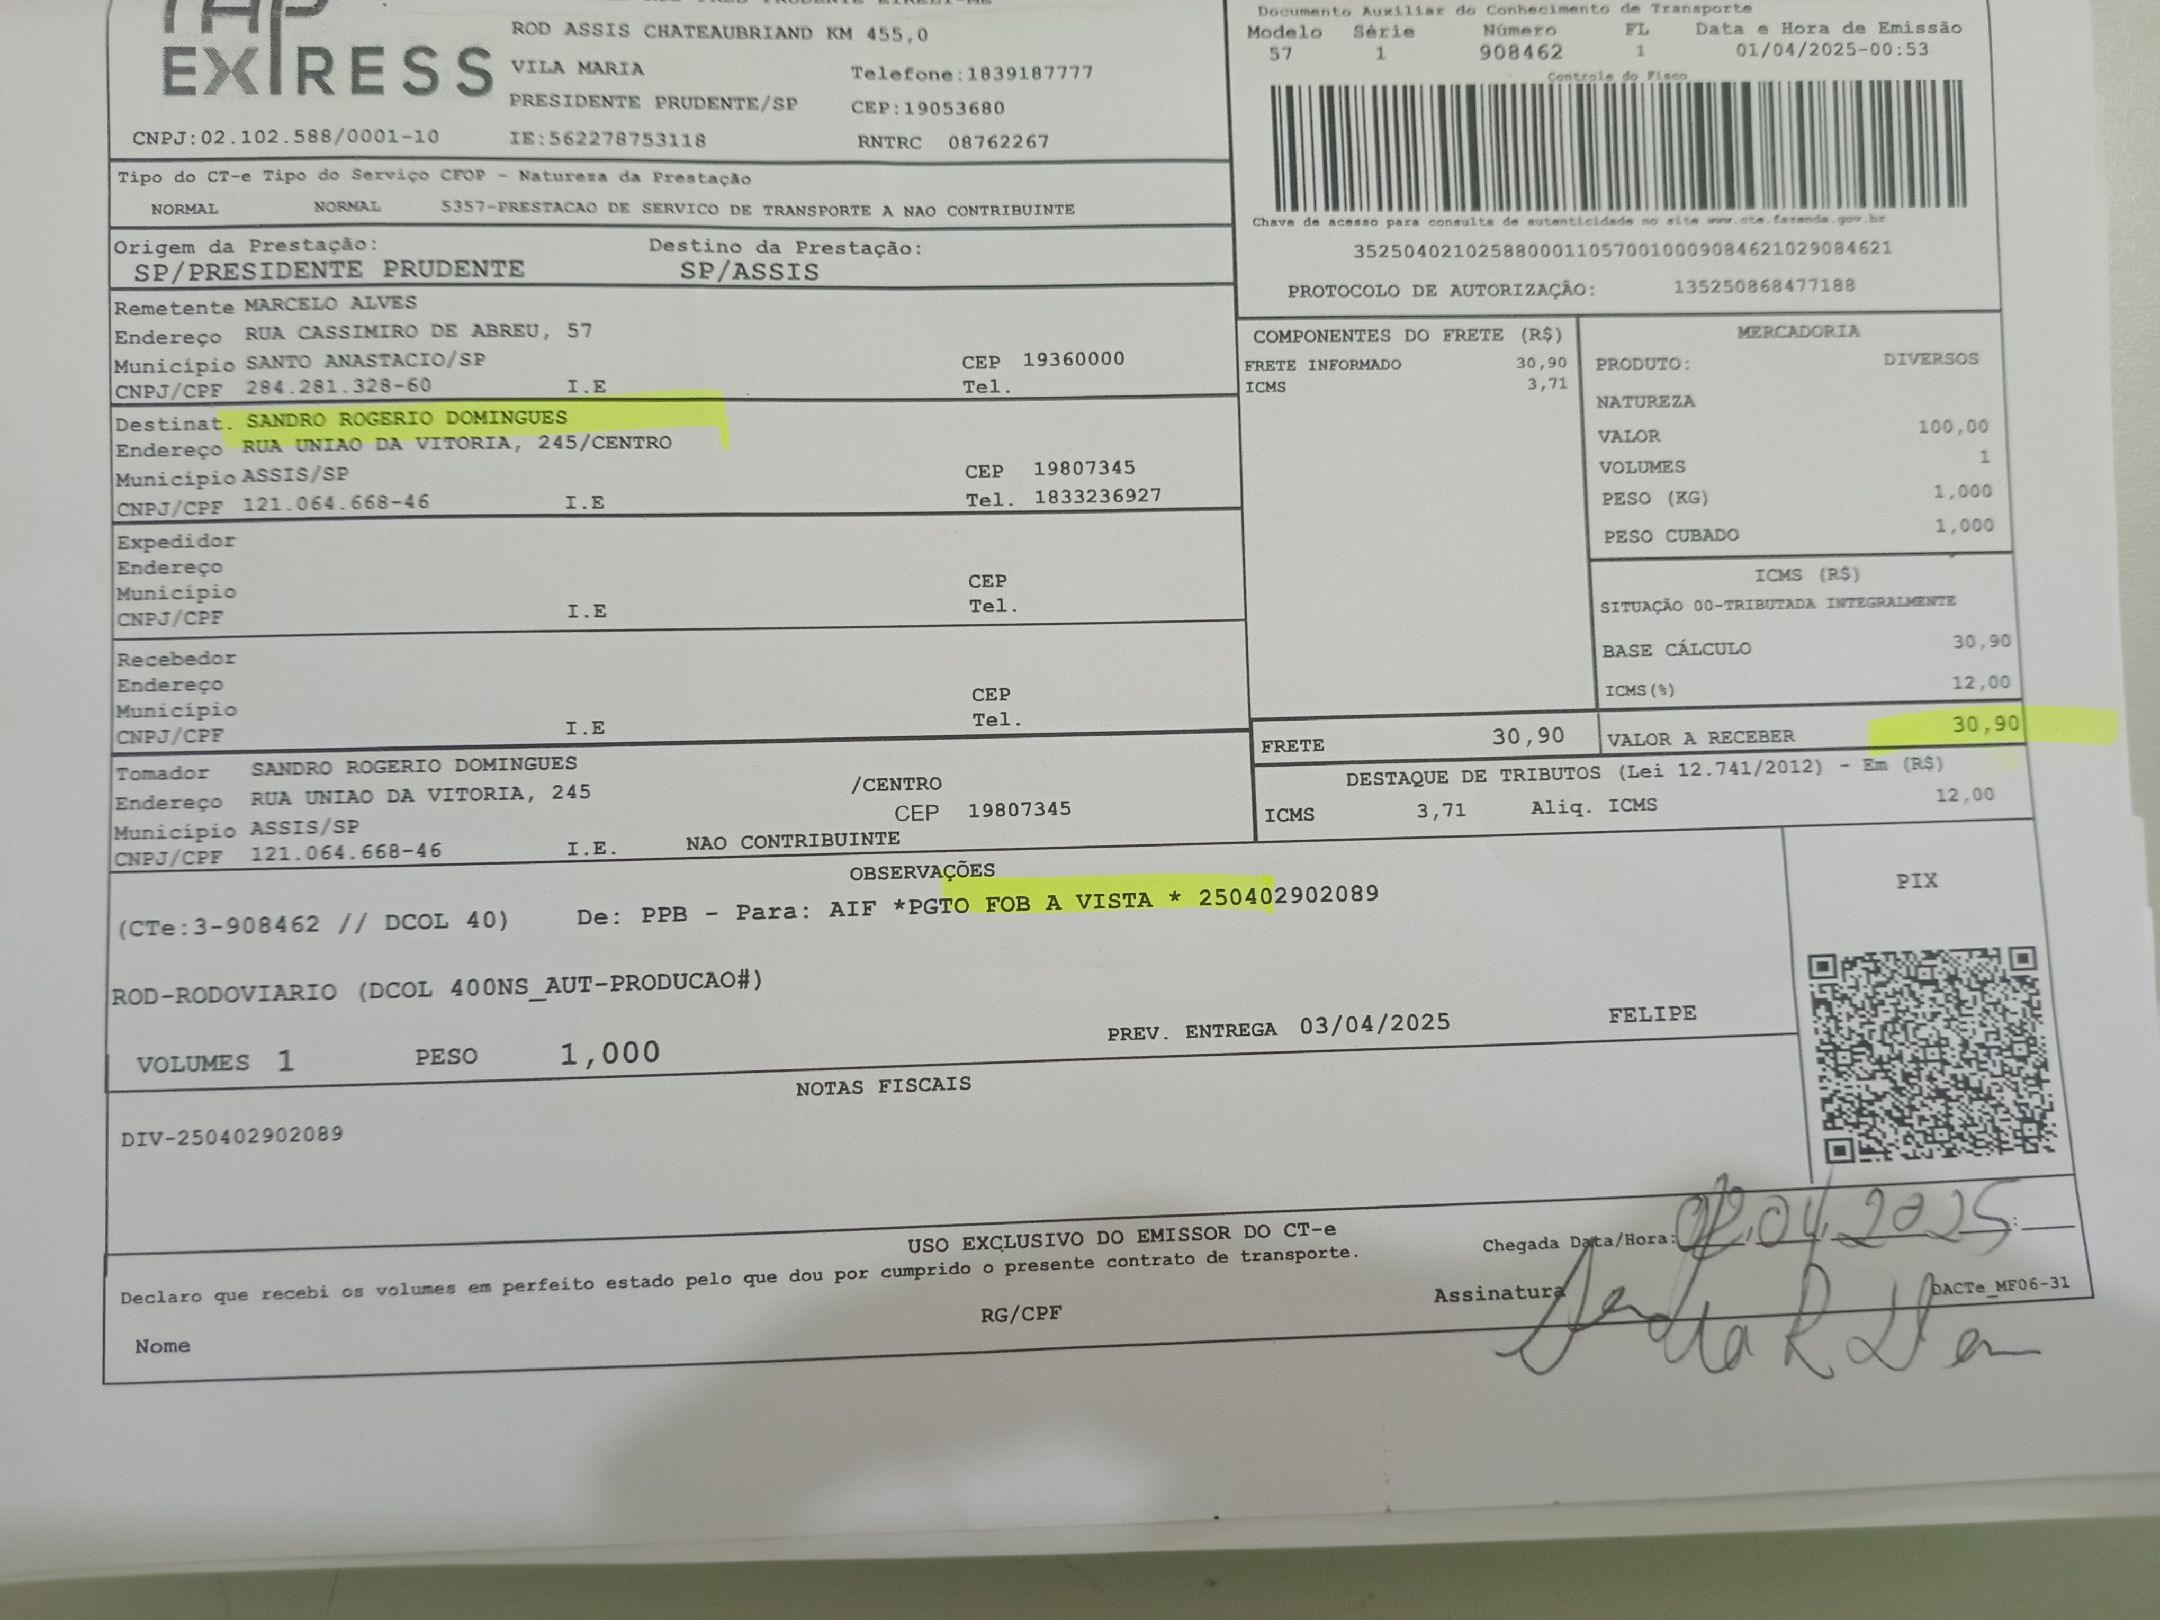 EXPRESS
ROD ASSIS CHATEAUBRIAND KM 455,0
VILA MARIA Telefone:1839187777
PRESIDENTE PRUDENTE/SP CEP:19053680
CNPJ:02.102.588/0001-10 IE:562278753118 RNTRC 08762267
Documento Auxiliar do Conhecimento de Transporte
Modelo Série Número FL Data e Hora de Emissão
57 1 908462 1 01/04/2025-00:53
Controle do Fisco
Chave de acesso para consulta de autenticidade no site www.cte.fazenda.gov.br
35250402102588000110570010009084621029084621
PROTOCOLO DE AUTORIZAÇÃO: 135250868477188
Tipo do CT-e Tipo do Serviço CFOP - Natureza da Prestação
NORMAL NORMAL 5357-PRESTACAO DE SERVICO DE TRANSPORTE A NAO CONTRIBUINTE
Origem da Prestação: Destino da Prestação:
SP/PRESIDENTE PRUDENTE SP/ASSIS
Remetente MARCELO ALVES
Endereço RUA CASSIMIRO DE ABREU, 57
Município SANTO ANASTACIO/SP CEP 19360000
CNPJ/CPF 284.281.328-60 I.E Tel.
Destinat. SANDRO ROGERIO DOMINGUES
Endereço RUA UNIAO DA VITORIA, 245/CENTRO
Município ASSIS/SP CEP 19807345
CNPJ/CPF 121.064.668-46 I.E Tel. 1833236927
Expedidor
Endereço
Município CEP
CNPJ/CPF I.E Tel.
Recebedor
Endereço
Município CEP
CNPJ/CPF I.E Tel.
Tomador SANDRO ROGERIO DOMINGUES
Endereço RUA UNIAO DA VITORIA, 245 /CENTRO
Município ASSIS/SP CEP 19807345
CNPJ/CPF 121.064.668-46 I.E. NAO CONTRIBUINTE
COMPONENTES DO FRETE (R$)
FRETE INFORMADO 30,90
ICMS 3,71
MERCADORIA
PRODUTO: DIVERSOS
NATUREZA
VALOR 100,00
VOLUMES 1
PESO (KG) 1,000
PESO CUBADO 1,000
ICMS (R$)
SITUAÇÃO 00-TRIBUTADA INTEGRALMENTE
BASE CÁLCULO 30,90
ICMS(%) 12,00
FRETE 30,90 VALOR A RECEBER 30,90
DESTAQUE DE TRIBUTOS (Lei 12.741/2012) - Em (R$)
ICMS 3,71 Aliq. ICMS 12,00
OBSERVAÇÕES
(CTe:3-908462 // DCOL 40) De: PPB - Para: AIF *PGTO FOB A VISTA * 250402902089
ROD-RODOVIARIO (DCOL 400NS_AUT-PRODUCAO#)
VOLUMES 1 PESO 1,000 PREV. ENTREGA 03/04/2025 FELIPE
PIX
NOTAS FISCAIS
DIV-250402902089
USO EXCLUSIVO DO EMISSOR DO CT-e
Declaro que recebi os volumes em perfeito estado pelo que dou por cumprido o presente contrato de transporte.
Chegada Data/Hora: 02.04.2025 :
Nome RG/CPF Assinatura
DACTe_MF06-31